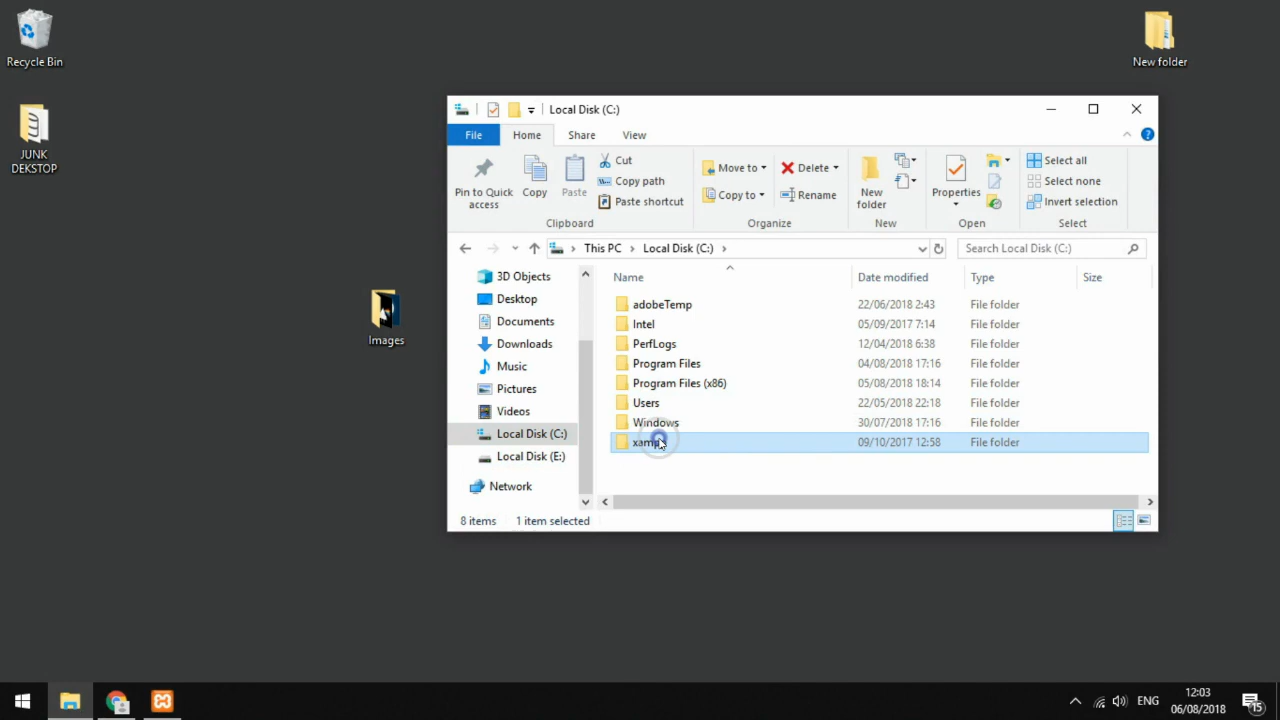 Recycle Bin
New folder
JUNK
DEKSTOP
Images
Local Disk (C:)
File
Home
Share
View
Pin to Quick
access
Copy
Paste
Cut
Copy path
Paste shortcut
Clipboard
Move to
Copy to
Delete
Rename
Organize
New
folder
New
Properties
Open
Select all
Select none
Invert selection
Select
This PC
Local Disk (C:)
Search Local Disk (C:)
3D Objects
Desktop
Documents
Downloads
Music
Pictures
Videos
Local Disk (C:)
Local Disk (E:)
Network
Name Date modified Type Size
adobeTemp 22/06/2018 2:43 File folder
Intel 05/09/2017 7:14 File folder
PerfLogs 12/04/2018 6:38 File folder
Program Files 04/08/2018 17:16 File folder
Program Files (x86) 05/08/2018 18:14 File folder
Users 22/05/2018 22:18 File folder
Windows 30/07/2018 17:16 File folder
09/10/2017 12:58 File folder
8 items 1 item selected
ENG
12:03
06/08/2018
15